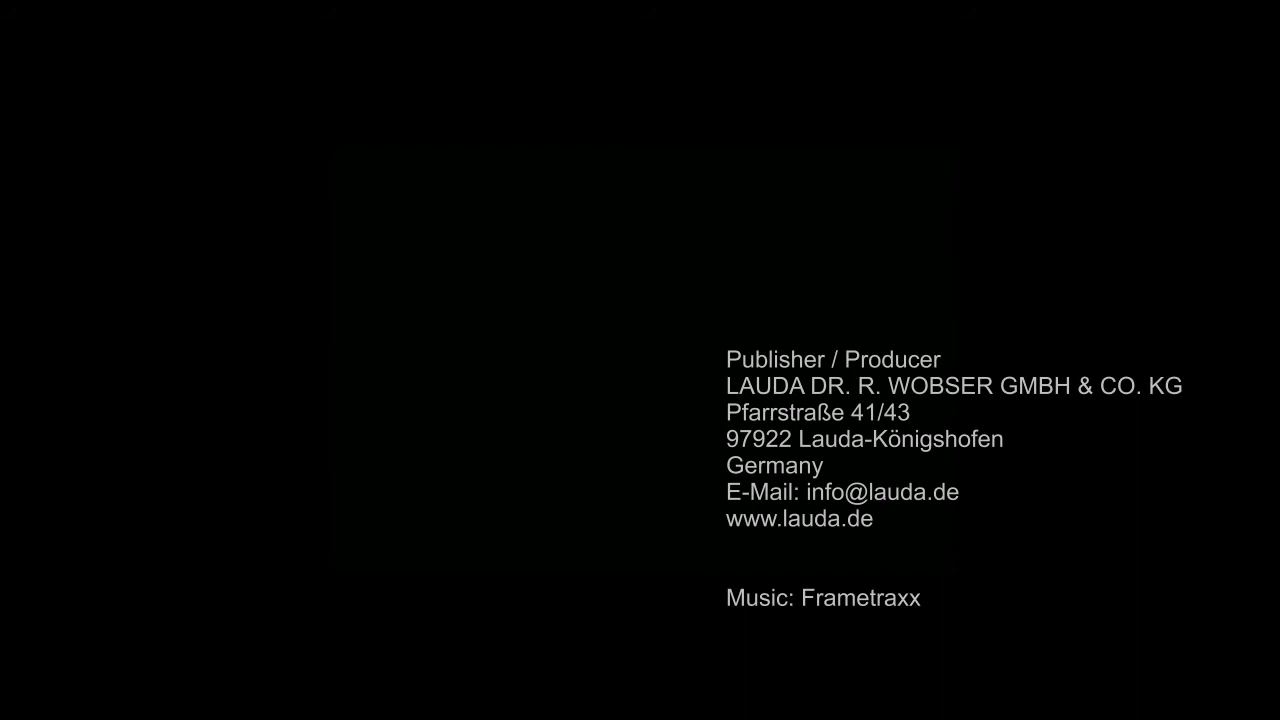 Publisher / Producer
LAUDA DR. R. WOBSER GMBH & CO. KG
Pfarrstraße 41/43
97922 Lauda-Königshofen
Germany
E-Mail: info@lauda.de
www.lauda.de
Music: Frametraxx